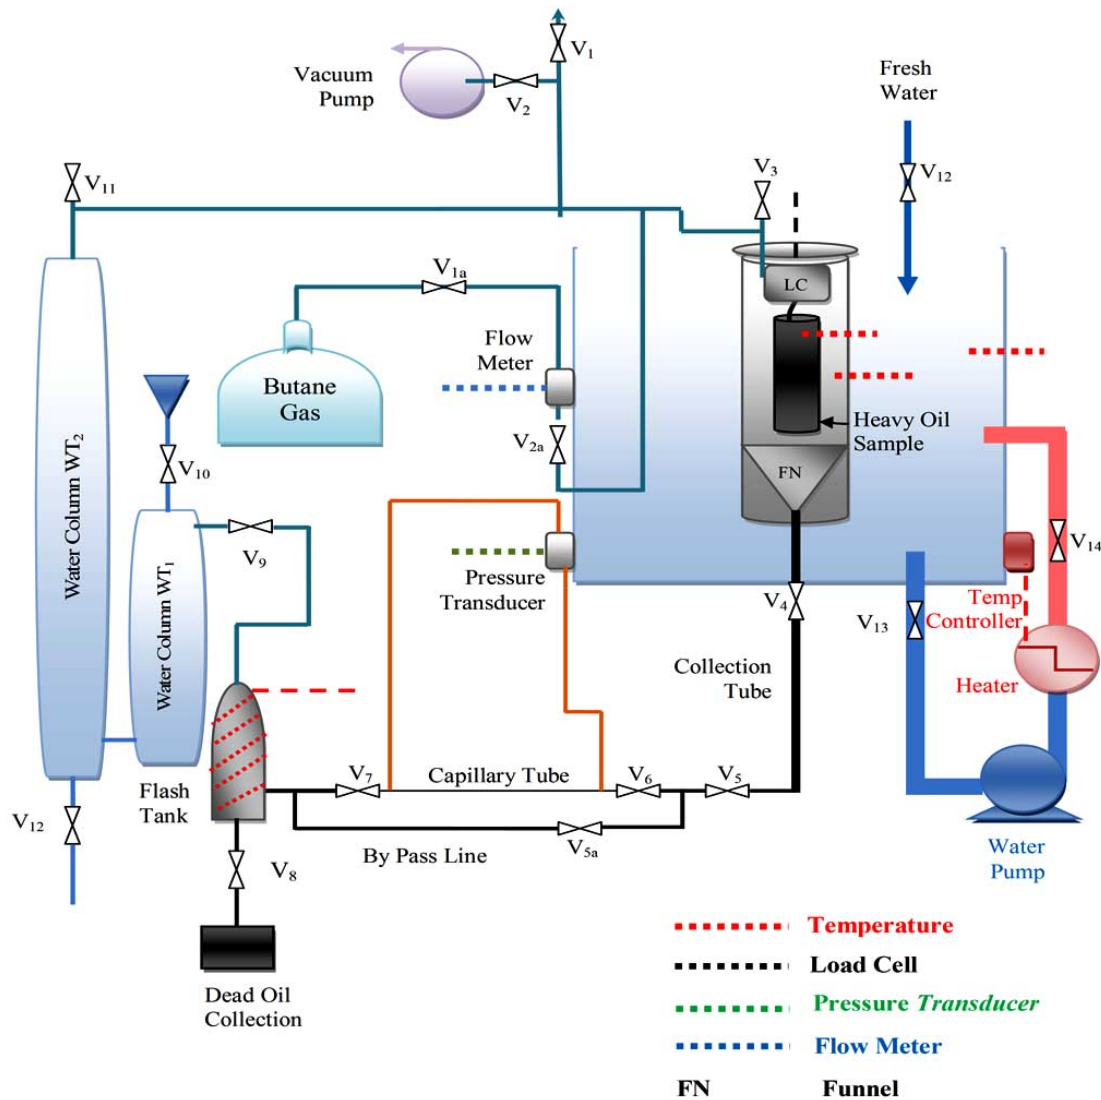 V1
Vacuum
Pump
V2
Fresh
Water
V3
V12
V11
V1a
LC
Flow
Meter
Butane
Gas
Heavy Oil
Sample
V2a
Water Column WT2
V10
FN
V9
Water Column WT1
Pressure
Transducer
V14
V4
Temp
Controller
V13
Collection
Tube
Heater
V7
Capillary Tube
V6
V5
Flash
Tank
V12
V5a
By Pass Line
V8
Water
Pump
Dead Oil
Collection
Temperature
Load Cell
Pressure Transducer
Flow Meter
FN Funnel